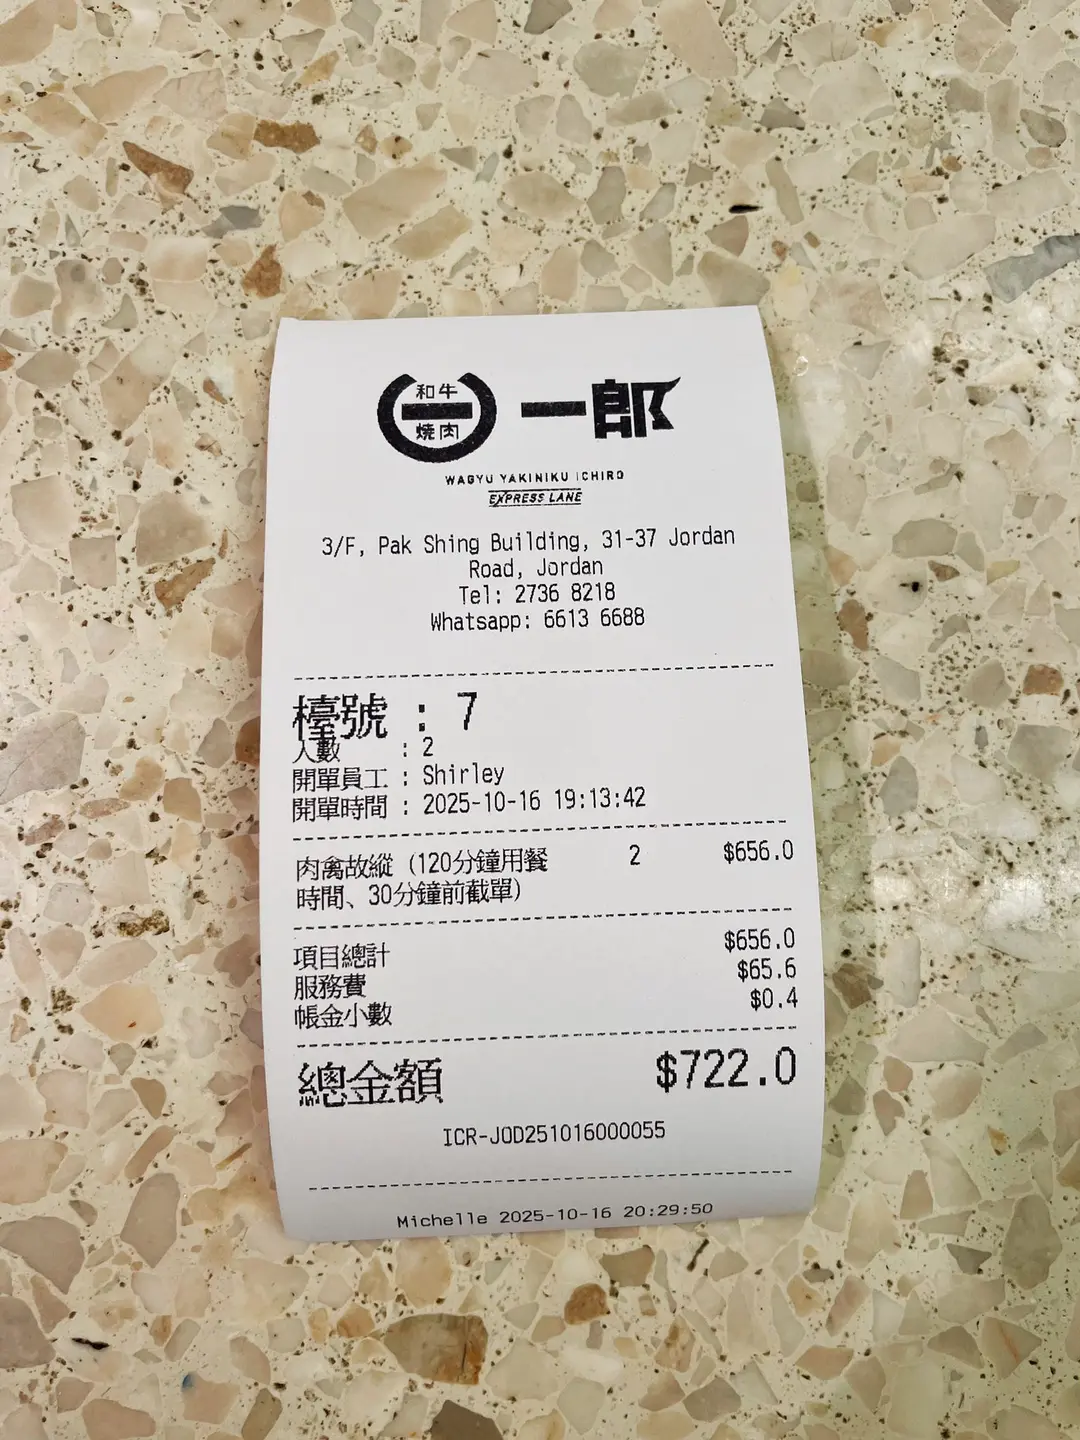 和牛
一郎
燒肉
WAGYU YAKINIKU ICHIRO
EXPRESS LANE
3/F, Pak Shing Building, 31-37 Jordan
Road, Jordan
Tel: 2736 8218
Whatsapp: 6613 6688
檯號 : 7
人數 : 2
開單員工 : Shirley
開單時間 : 2025-10-16 19:13:42
肉禽故縱 (120分鐘用餐 2 $656.0
時間、30分鐘前截單)
項目總計 $656.0
服務費 $65.6
帳金小數 $0.4
總金額 $722.0
ICR-JOD251016000055
Michelle 2025-10-16 20:29:50